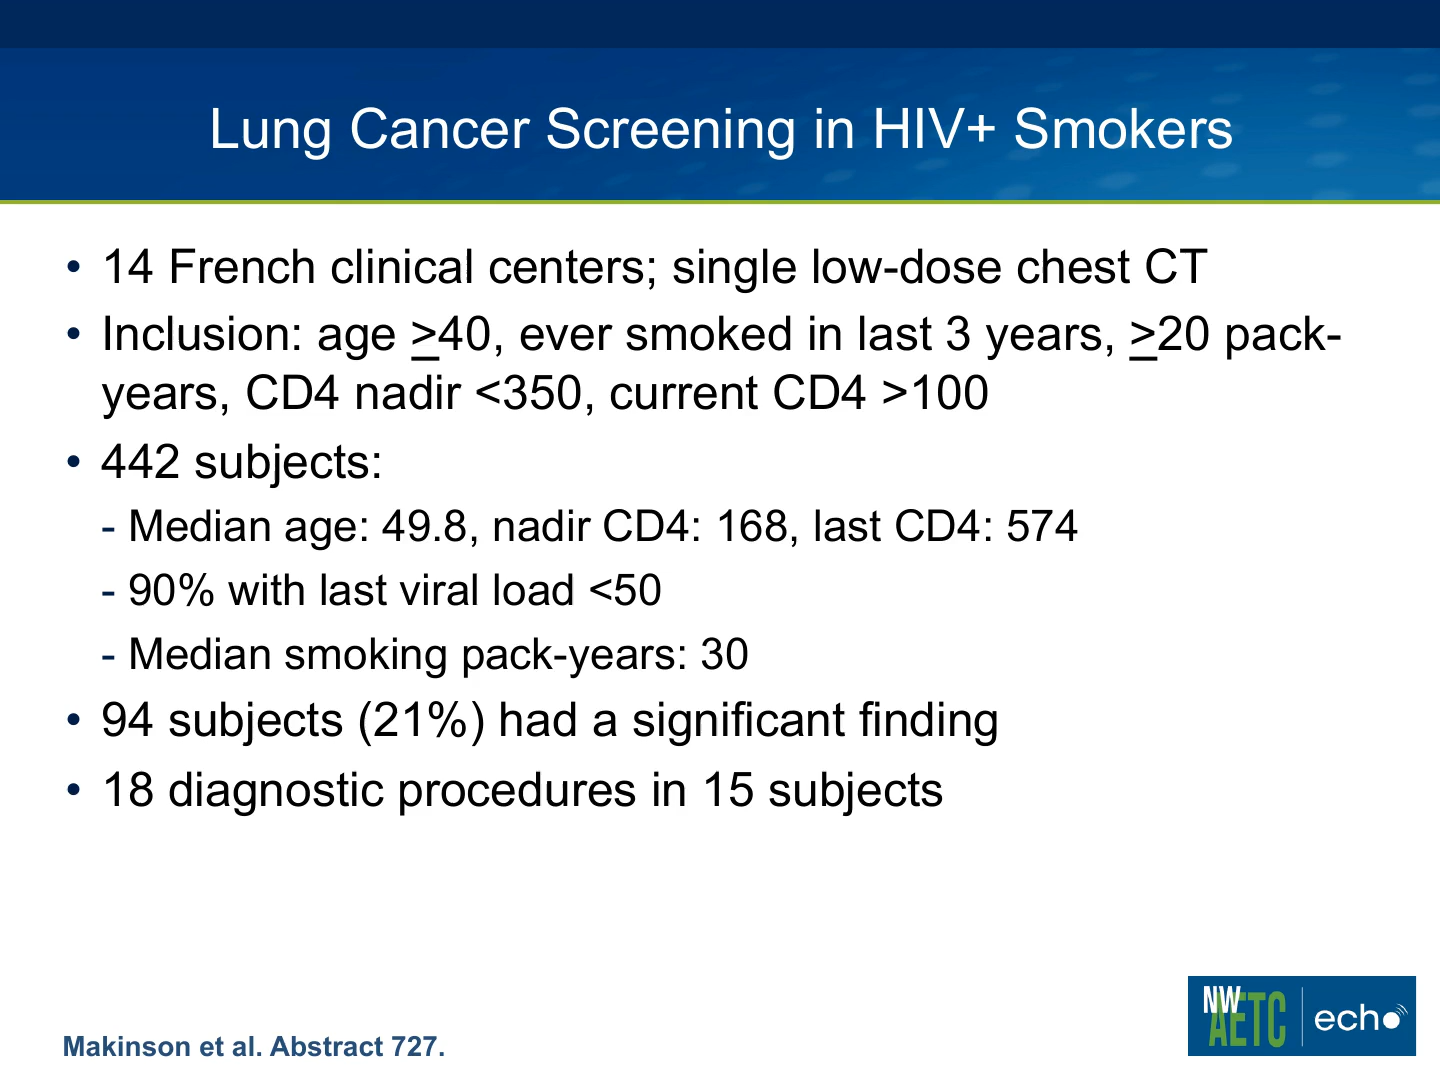 Lung Cancer Screening in HIV+ Smokers
• 14 French clinical centers; single low-dose chest CT
• Inclusion: age >40, ever smoked in last 3 years, >20 pack-
years, CD4 nadir <350, current CD4 >100
• 442 subjects:
- Median age: 49.8, nadir CD4: 168, last CD4: 574
- 90% with last viral load <50
- Median smoking pack-years: 30
• 94 subjects (21%) had a significant finding
• 18 diagnostic procedures in 15 subjects
NW
AETC
echo
Makinson et al. Abstract 727.